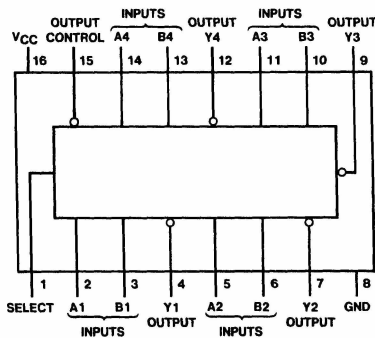 INPUTS INPUTS
OUTPUT OUTPUT OUTPUT
VCC CONTROL A4 B4 Y4 A3 B3 Y3
16 15 14 13 12 11 10 9
1 2 3 4 5 6 7 8
SELECT A1 B1 Y1 A2 B2 Y2 GND
OUTPUT OUTPUT
INPUTS INPUTS